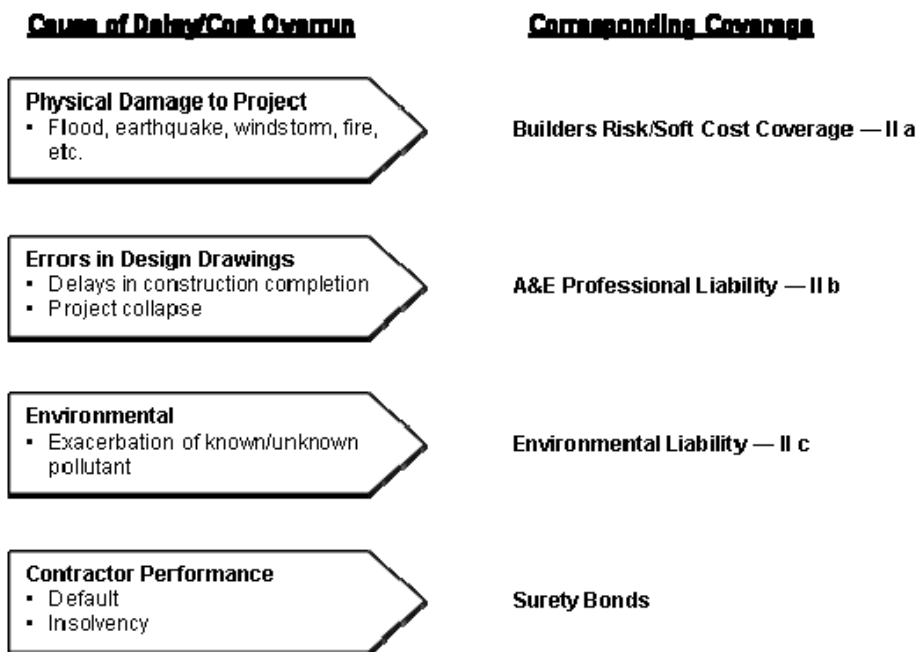 Cause of Delay/Cost Overrun
Corresponding Coverage
Physical Damage to Project
▪ Flood, earthquake, windstorm, fire,
etc.
Builders Risk/Soft Cost Coverage — II a
Errors in Design Drawings
▪ Delays in construction completion
▪ Project collapse
A&E Professional Liability — II b
Environmental
▪ Exacerbation of known/unknown
pollutant
Environmental Liability — II c
Contractor Performance
▪ Default
▪ Insolvency
Surety Bonds